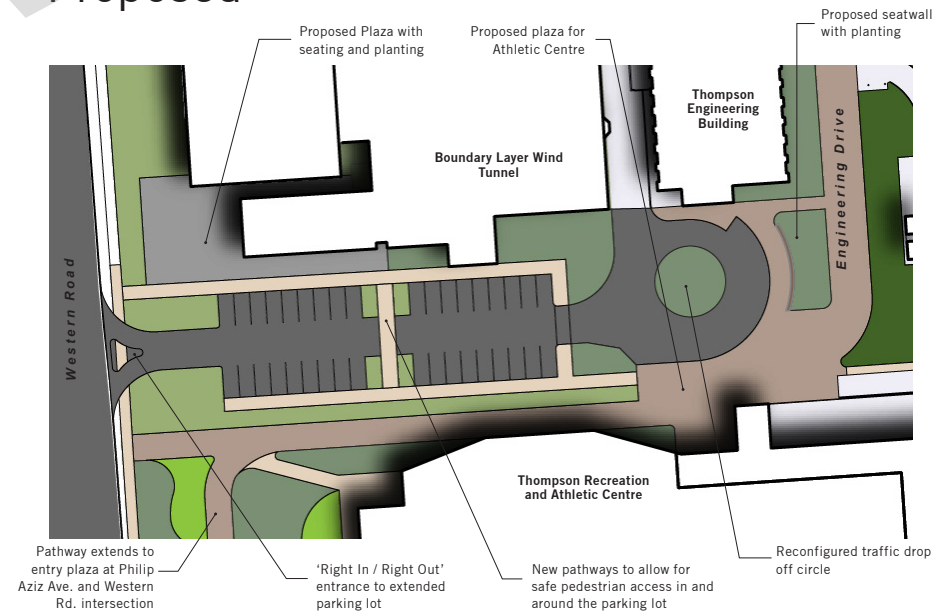 Proposed
Proposed Plaza with
seating and planting
Proposed plaza for
Athletic Centre
Proposed seatwall
with planting
Thompson
Engineering
Building
Boundary Layer Wind
Tunnel
Engineering Drive
Western Road
Thompson Recreation
and Athletic Centre
Pathway extends to
entry plaza at Philip
Aziz Ave. and Western
Rd. intersection
‘Right In / Right Out’
entrance to extended
parking lot
New pathways to allow for
safe pedestrian access in and
around the parking lot
Reconfigured traffic drop
off circle